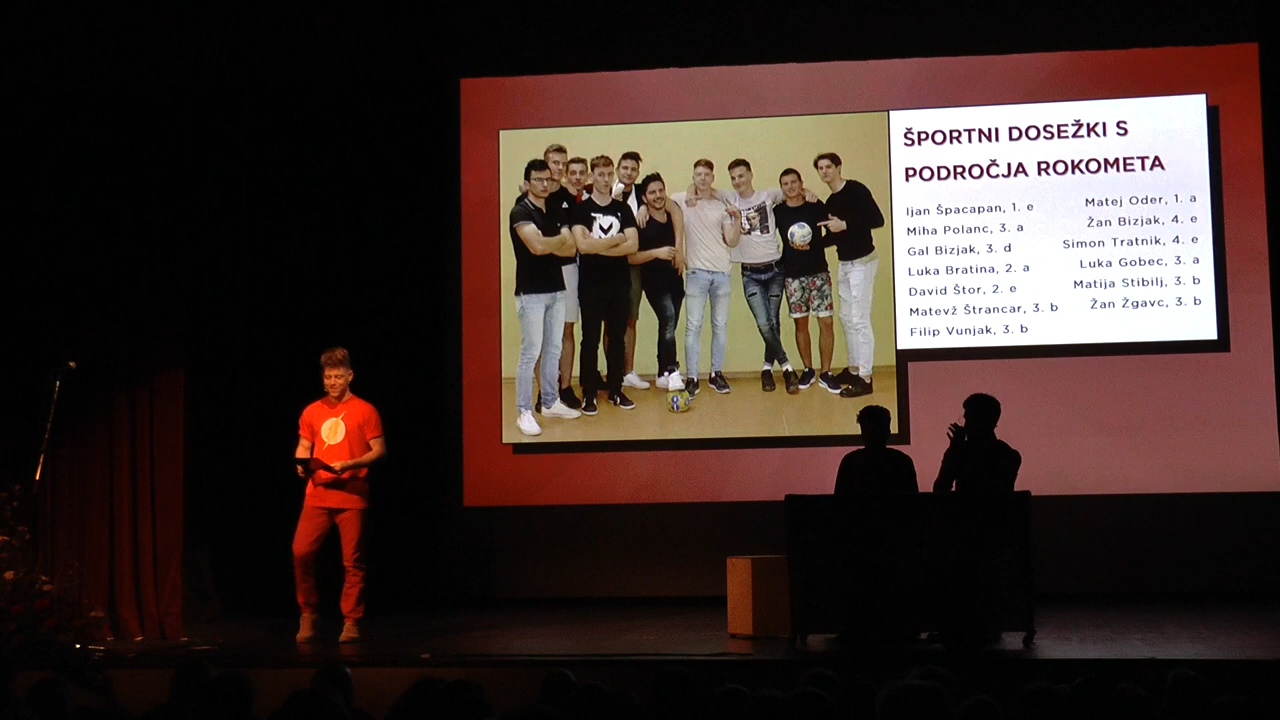 ŠPORTNI DOSEŽKI S
PODROČJA ROKOMETA
Ijan Špacapan, 1. e
Miha Polanc, 3. a
Gal Bizjak, 3. d
Luka Bratina, 2. a
David Štor, 2. e
Matevž Štrancar, 3. b
Filip Vunjak, 3. b
Matej Oder, 1. a
Žan Bizjak, 4. e
Simon Tratnik, 4. e
Luka Gobec, 3. a
Matija Stibilj, 3. b
Žan Žgavc, 3. b